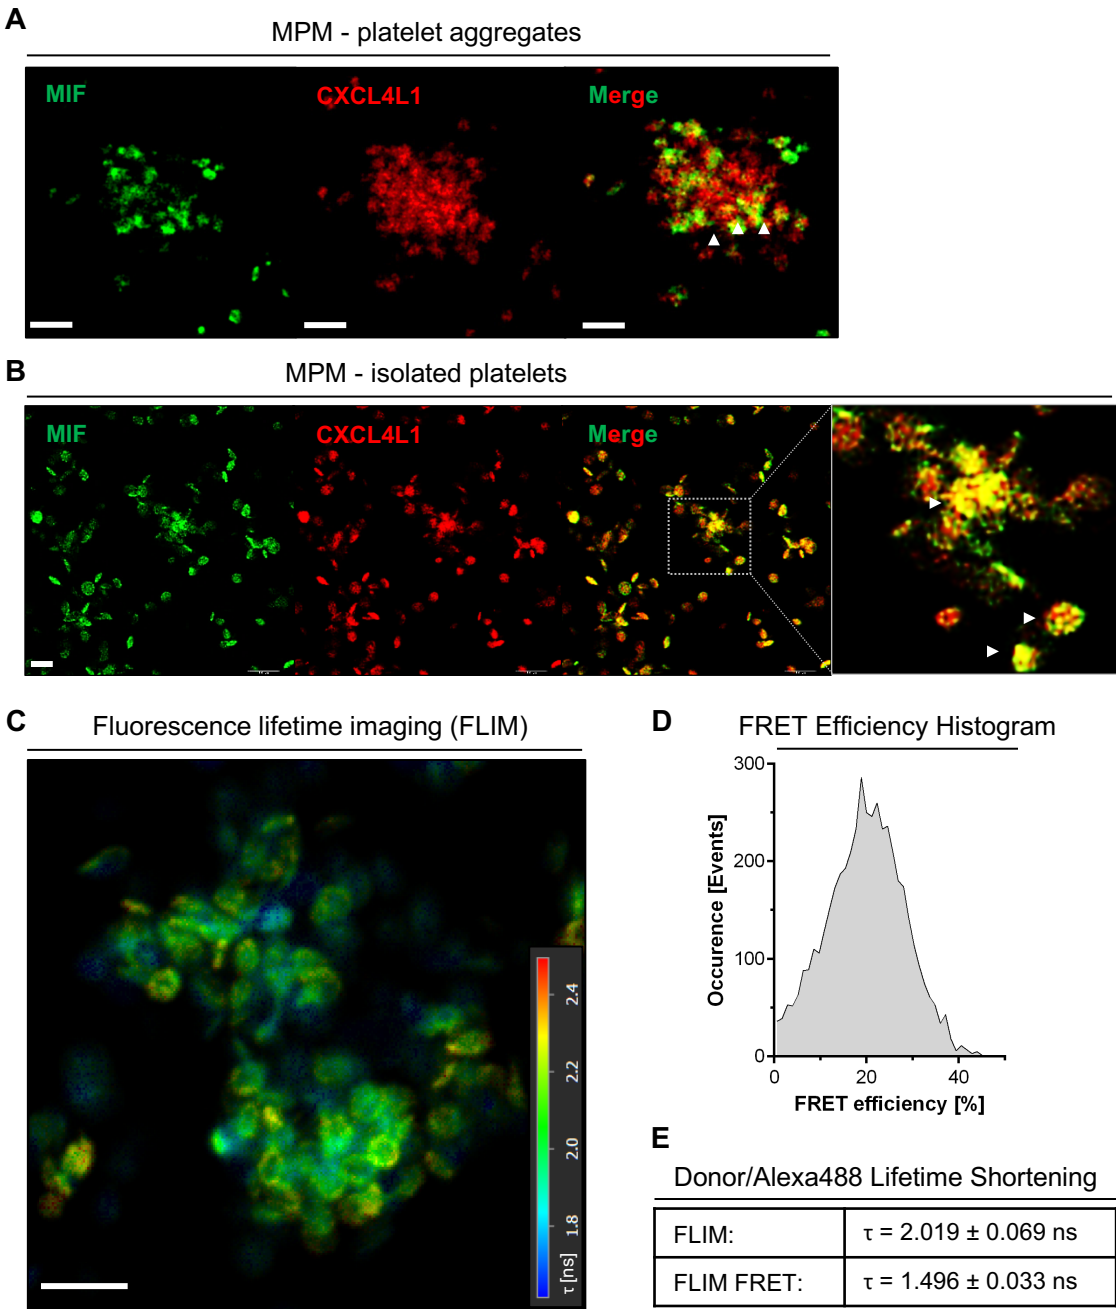 A
MPM - platelet aggregates
MIF
CXCL4L1
Merge
B
MPM - isolated platelets
MIF
CXCL4L1
Merge
C
Fluorescence lifetime imaging (FLIM)
2.4
2.2
2.0
1.8
τ [ns]
D
FRET Efficiency Histogram
300
200
100
0
Occurence [Events]
0 20 40
FRET efficiency [%]
E
Donor/Alexa488 Lifetime Shortening
FLIM: τ = 2.019 ± 0.069 ns
FLIM FRET: τ = 1.496 ± 0.033 ns